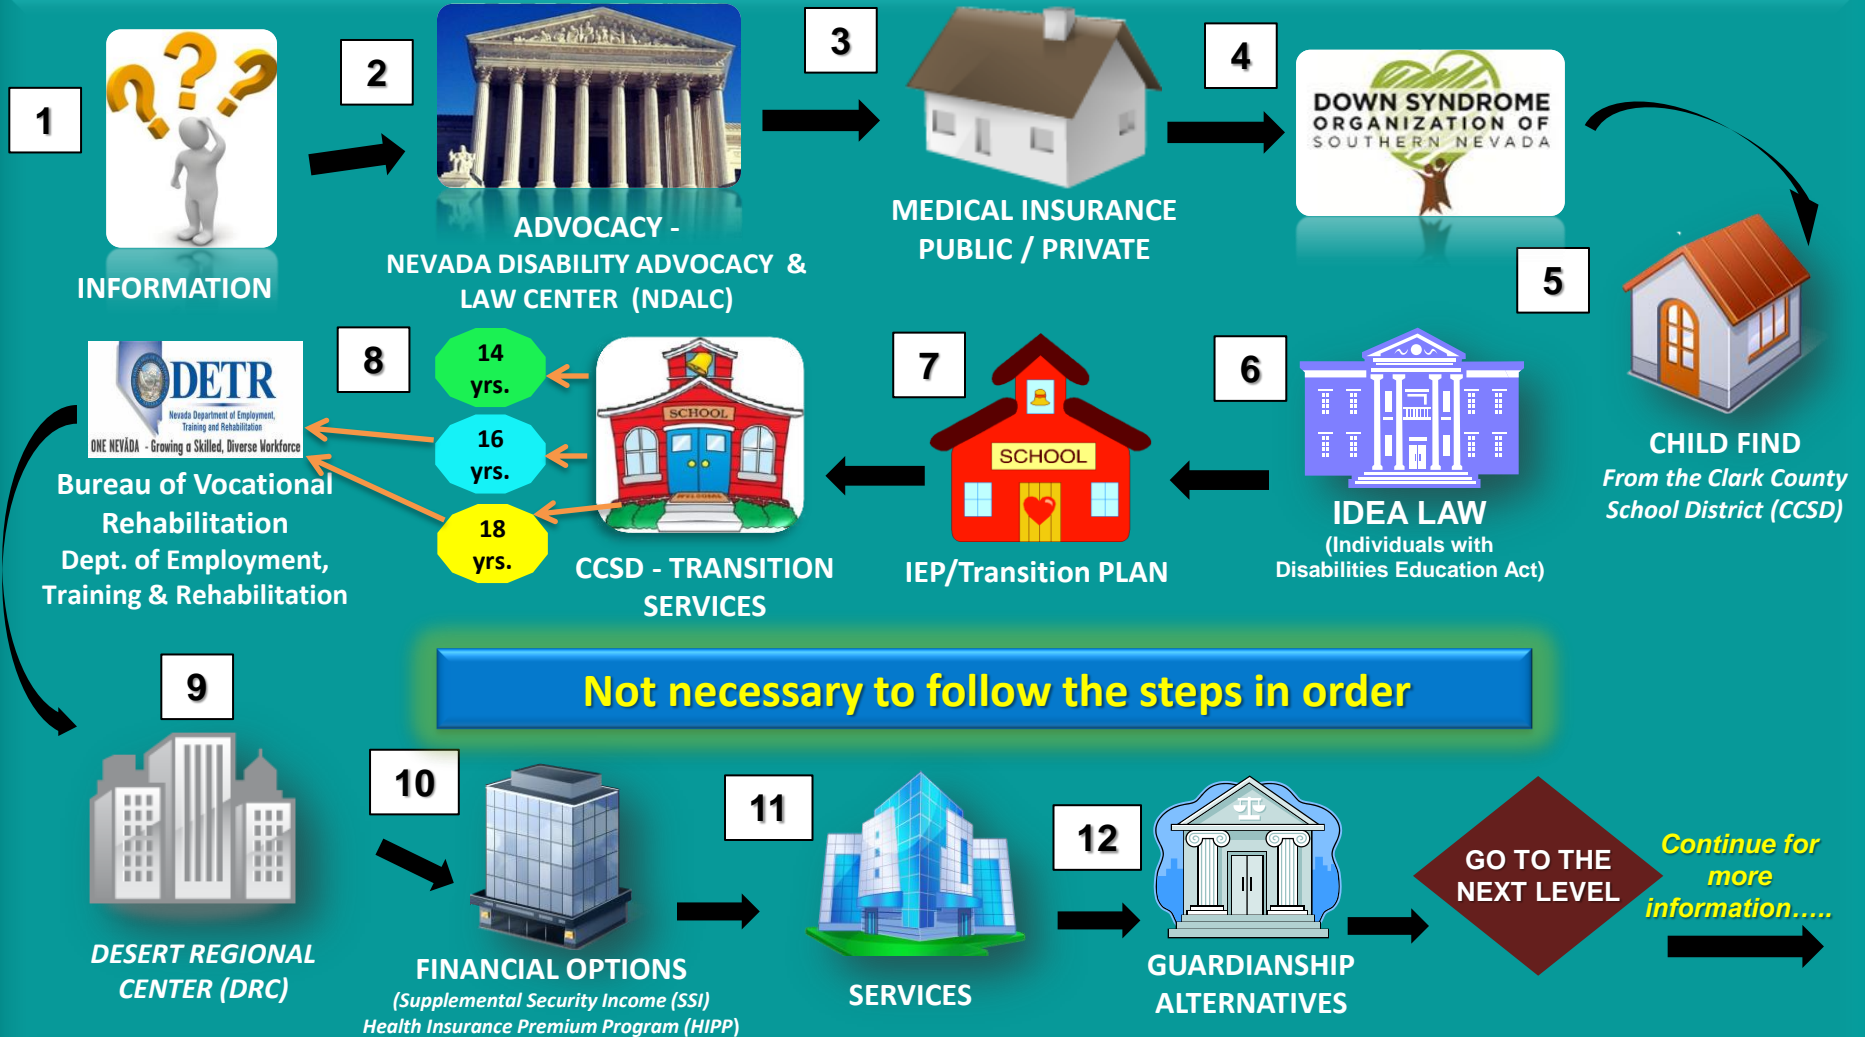 1
INFORMATION
2
ADVOCACY -
NEVADA DISABILITY ADVOCACY &
LAW CENTER (NDALC)
3
MEDICAL INSURANCE
PUBLIC / PRIVATE
4
DOWN SYNDROME
ORGANIZATION OF
SOUTHERN NEVADA
5
CHILD FIND
From the Clark County
School District (CCSD)
6
IDEA LAW
(Individuals with
Disabilities Education Act)
7
SCHOOL
IEP/Transition PLAN
SCHOOL
WELCOME
CCSD - TRANSITION
SERVICES
14
yrs.
16
yrs.
18
yrs.
8
DETR
Nevada Department of Employment,
Training and Rehabilitation
ONE NEVADA - Growing a Skilled, Diverse Workforce
Bureau of Vocational
Rehabilitation
Dept. of Employment,
Training & Rehabilitation
Not necessary to follow the steps in order
9
DESERT REGIONAL
CENTER (DRC)
10
FINANCIAL OPTIONS
(Supplemental Security Income (SSI)
Health Insurance Premium Program (HIPP)
11
SERVICES
12
GUARDIANSHIP
ALTERNATIVES
GO TO THE
NEXT LEVEL
Continue for
more
information.....